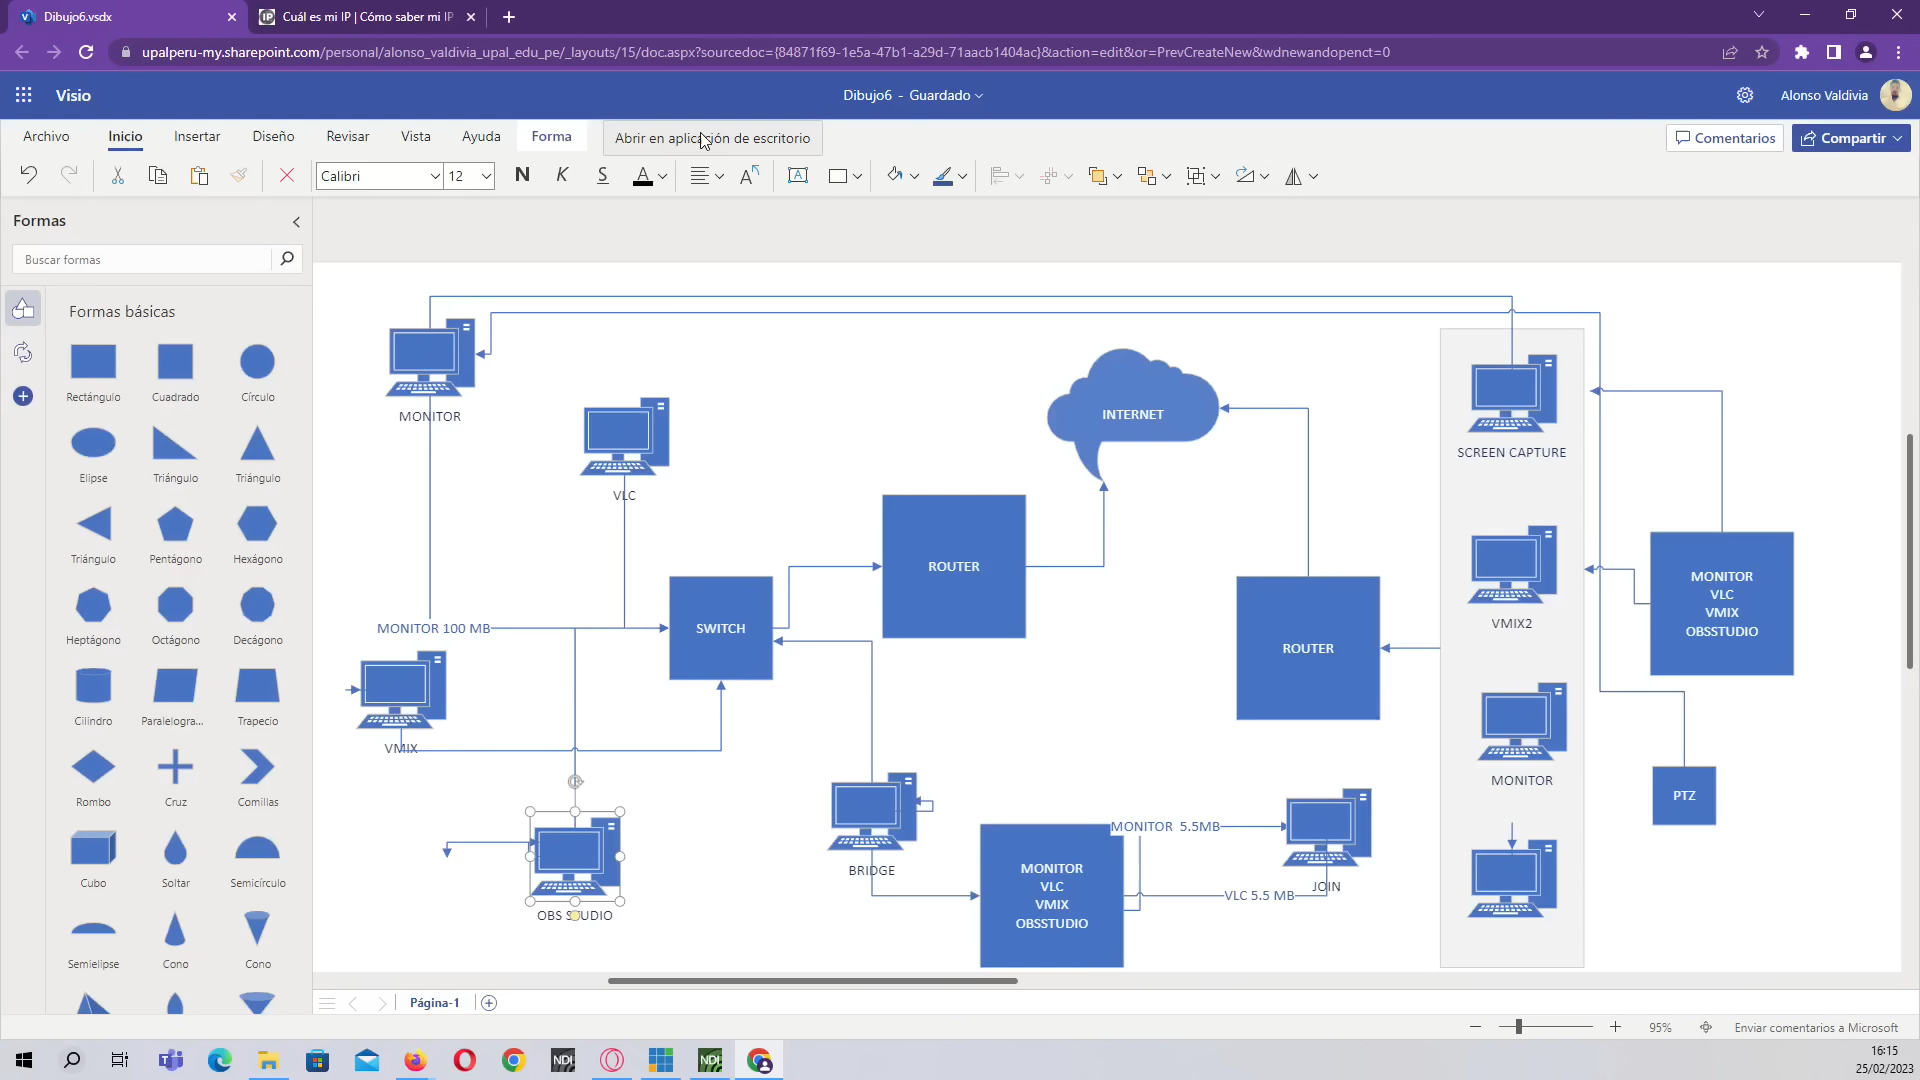 Dibujo6.vsdx
Cuál es mi IP | Cómo saber mi IP
upalperu-my.sharepoint.com/personal/alonso_valdivia_upal_edu_pe/_layouts/15/doc.aspx?sourcedoc={84871f69-1e5a-47b1-a29d-71aacb1404ac}&action=edit&or=PrevCreateNew&wdnewandopenct=0
Visio
Dibujo6 - Guardado
Alonso Valdivia
Archivo
Inicio
Insertar
Diseño
Revisar
Vista
Ayuda
Forma
Abrir en aplicación de escritorio
Comentarios
Compartir
Calibri
12
N
K
S
A
A
A
Formas
Buscar formas
Formas básicas
Rectángulo
Cuadrado
Círculo
Elipse
Triángulo
Triángulo
Triángulo
Pentágono
Hexágono
Heptágono
Octágono
Decágono
Cilindro
Paralelogra...
Trapecio
Rombo
Cruz
Comillas
Cubo
Soltar
Semicírculo
Semielipse
Cono
Cono
MONITOR
VLC
INTERNET
SCREEN CAPTURE
ROUTER
MONITOR 100 MB
SWITCH
VMIX2
MONITOR
VLC
VMIX
OBSSTUDIO
ROUTER
VMIX
MONITOR
PTZ
OBS STUDIO
BRIDGE
MONITOR
VLC
VMIX
OBSSTUDIO
MONITOR 5.5MB
VLC 5.5 MB
JOIN
Página-1
95%
Enviar comentarios a Microsoft
NDI
NDI
16:15
25/02/2023